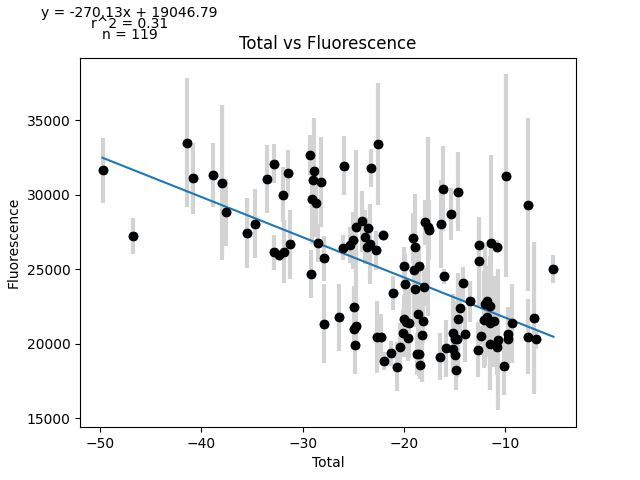 y = -270.13x + 19046.79
r^2 = 0.31
n = 119
Total vs Fluorescence
Fluorescence
35000
30000
25000
20000
15000
−50 −40 −30 −20 −10
Total